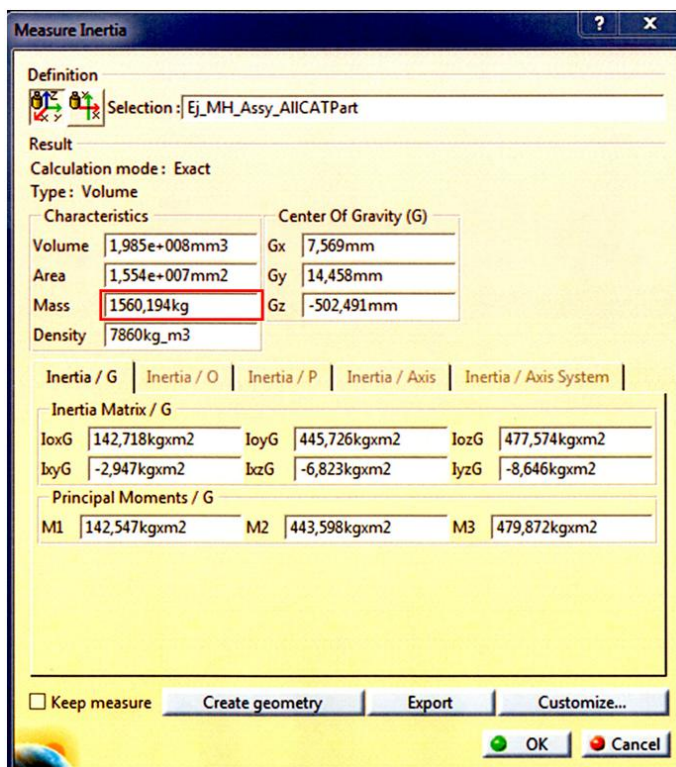 Measure Inertia
? x
Definition
Selection : Ej_MH_Assy_AllCATPart
Result
Calculation mode : Exact
Type : Volume
Characteristics Center Of Gravity (G)
Volume 1,985e+008mm3 Gx 7,569mm
Area 1,554e+007mm2 Gy 14,458mm
Mass 1560,194kg Gz -502,491mm
Density 7860kg_m3
Inertia / G Inertia / O Inertia / P Inertia / Axis Inertia / Axis System
Inertia Matrix / G
IoxG 142,718kgxm2 IoyG 445,726kgxm2 IozG 477,574kgxm2
IxyG -2,947kgxm2 IxzG -6,823kgxm2 IyzG -8,646kgxm2
Principal Moments / G
M1 142,547kgxm2 M2 443,598kgxm2 M3 479,872kgxm2
Keep measure Create geometry Export Customize...
OK Cancel